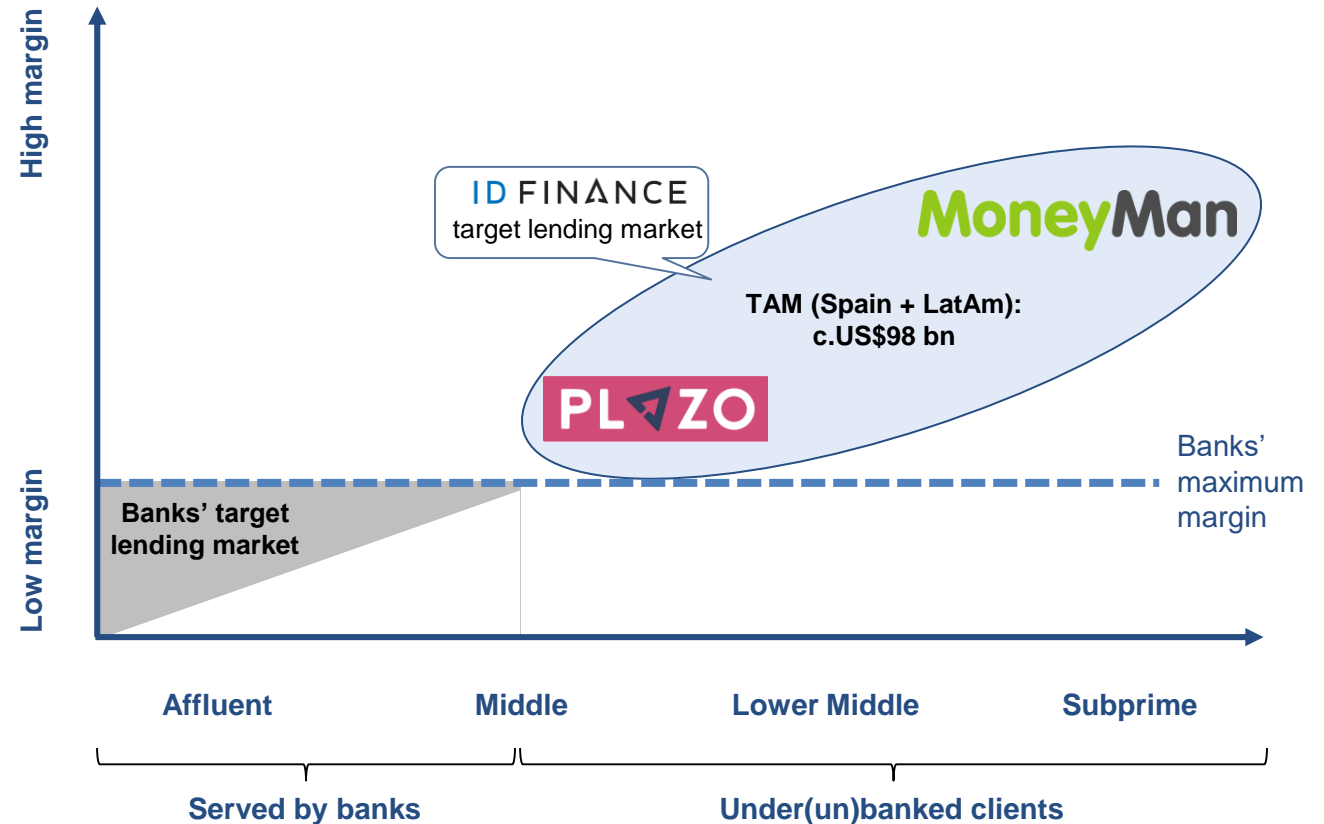 High margin
ID FINANCE
target lending market
MoneyMan
TAM (Spain + LatAm):
c.US$98 bn
PLAZO
Banks'
maximum
margin
Low margin
Banks' target
lending market
Affluent
Middle
Lower Middle
Subprime
Served by banks
Under(un)banked clients